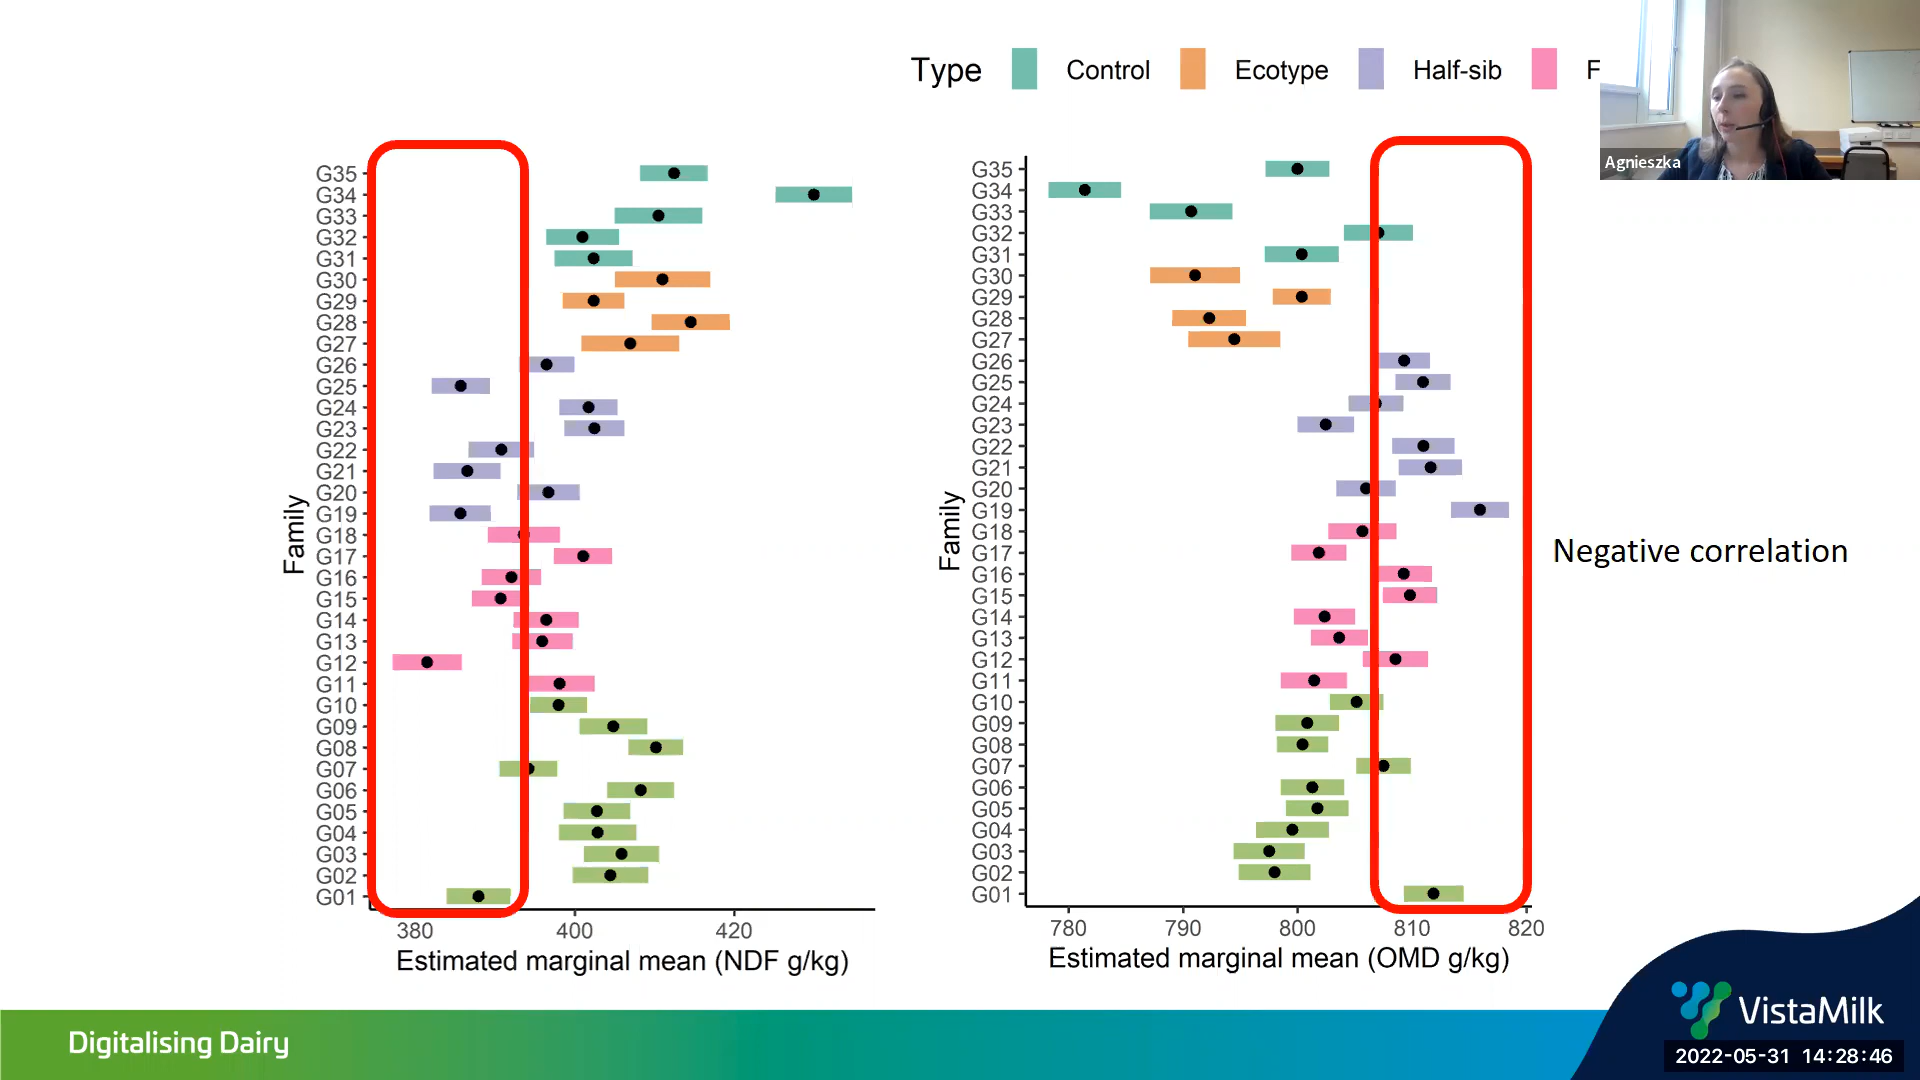 Type Control Ecotype Half-sib F
Agnieszka
Family
G35
G34
G33
G32
G31
G30
G29
G28
G27
G26
G25
G24
G23
G22
G21
G20
G19
G18
G17
G16
G15
G14
G13
G12
G11
G10
G09
G08
G07
G06
G05
G04
G03
G02
G01
380 400 420
Estimated marginal mean (NDF g/kg)
Family
G35
G34
G33
G32
G31
G30
G29
G28
G27
G26
G25
G24
G23
G22
G21
G20
G19
G18
G17
G16
G15
G14
G13
G12
G11
G10
G09
G08
G07
G06
G05
G04
G03
G02
G01
780 790 800 810 820
Estimated marginal mean (OMD g/kg)
Negative correlation
Digitalising Dairy
VistaMilk
2022-05-31 14:28:46